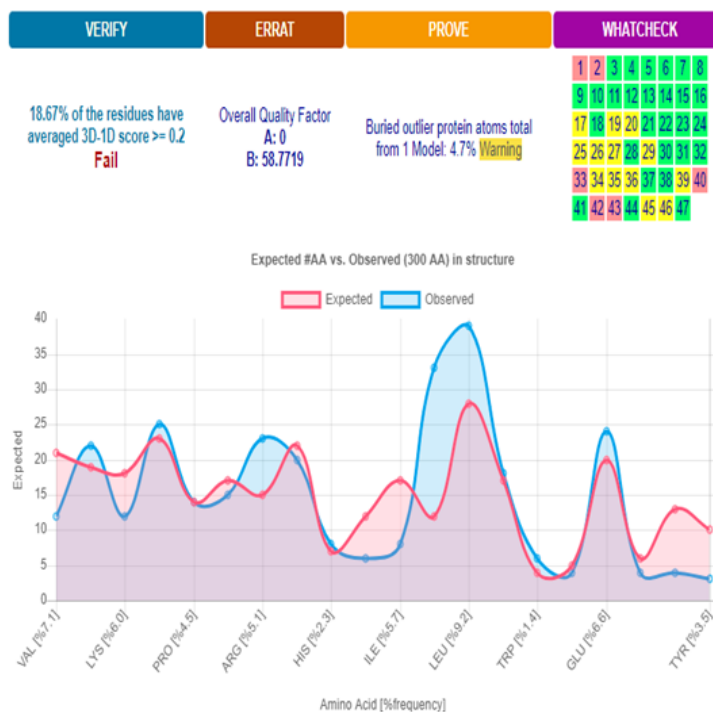 VERIFY ERRAT PROVE WHATCHECK
18.67% of the residues have
averaged 3D-1D score >= 0.2
Fail
Overall Quality Factor
A: 0
B: 58.7719
Buried outlier protein atoms total
from 1 Model: 4.7% Warning
1 2 3 4 5 6 7 8
9 10 11 12 13 14 15 16
17 18 19 20 21 22 23 24
25 26 27 28 29 30 31 32
33 34 35 36 37 38 39 40
41 42 43 44 45 46 47
Expected #AA vs. Observed (300 AA) in structure
Expected Observed
40
35
30
25
20
15
10
5
0
Expected
VAL [%7.1] LYS [%6.0] PRO [%4.5] ARG [%5.1] HIS [%2.3] ILE [%5.7] LEU [%9.2] TRP [%1.4] GLU [%6.6] TYR [%3.5]
Amino Acid [%frequency]